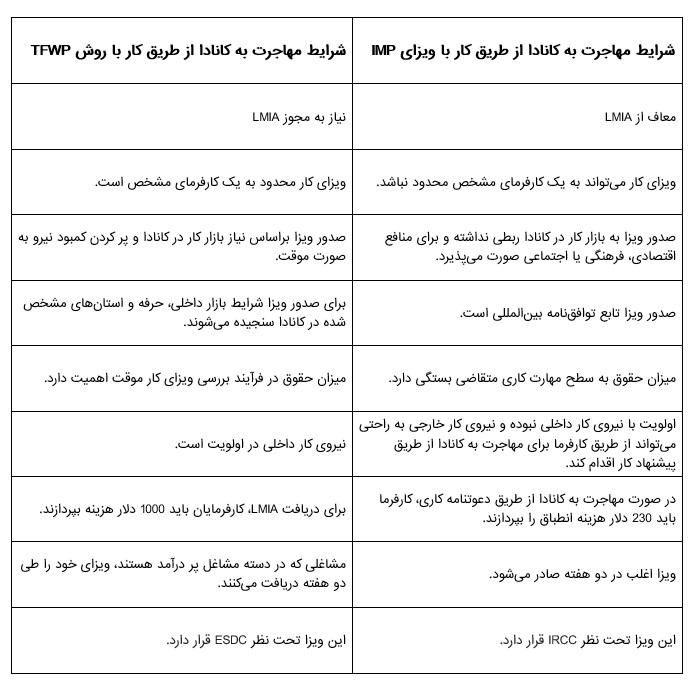 شرایط مهاجرت به کانادا از طریق کار با ویزای IMP
شرایط مهاجرت به کانادا از طریق کار با روش TFWP
معاف از LMIA
نیاز به مجوز LMIA
ویزای کار می‌تواند به یک کارفرمای مشخص محدود نباشد.
ویزای کار محدود به یک کارفرمای مشخص است.
صدور ویزا به بازار کار در کانادا ربطی نداشته و برای منافع
اقتصادی، فرهنگی یا اجتماعی صورت می‌پذیرد.
صدور ویزا براساس نیاز بازار کار در کانادا و پر کردن کمبود نیرو به
صورت موقت.
صدور ویزا تابع توافق‌نامه بین‌المللی است.
برای صدور ویزا شرایط بازار داخلی، حرفه و استان‌های مشخص
شده در کانادا سنجیده می‌شوند.
میزان حقوق به سطح مهارت کاری متقاضی بستگی دارد.
میزان حقوق در فرآیند بررسی ویزای کار موقت اهمیت دارد.
اولویت با نیروی کار داخلی نبوده و نیروی کار خارجی به راحتی
می‌تواند از طریق کارفرما برای مهاجرت به کانادا از طریق
پیشنهاد کار اقدام کند.
نیروی کار داخلی در اولویت است.
در صورت مهاجرت به کانادا از طریق دعوتنامه کاری، کارفرما
باید 230 دلار هزینه انطباق را بپردازند.
برای دریافت LMIA، کارفرمایان باید 1000 دلار هزینه بپردازند.
ویزا اغلب در دو هفته صادر می‌شود.
مشاغلی که در دسته مشاغل پر درآمد هستند، ویزای خود را طی
دو هفته دریافت می‌کنند.
این ویزا تحت نظر IRCC قرار دارد.
این ویزا تحت نظر ESDC قرار دارد.